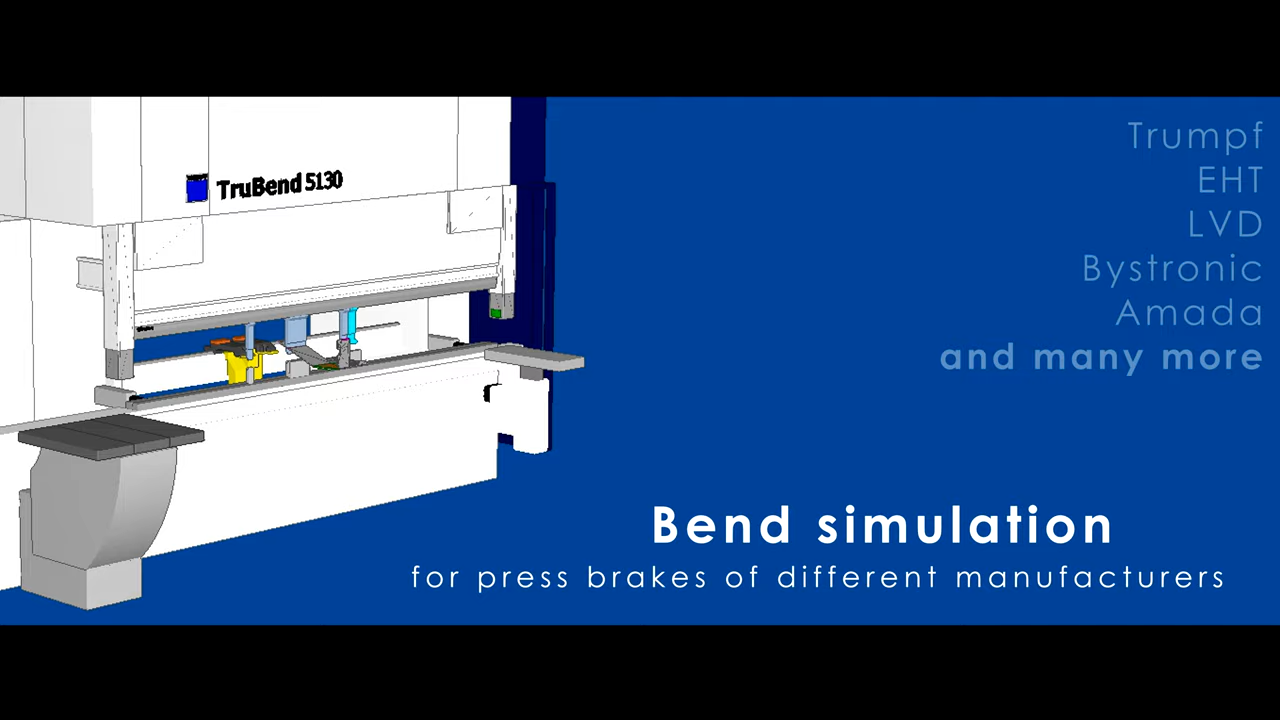 TruBend 5130
Trumpf
EHT
LVD
Bystronic
Amada
and many more
Bend simulation
for press brakes of different manufacturers